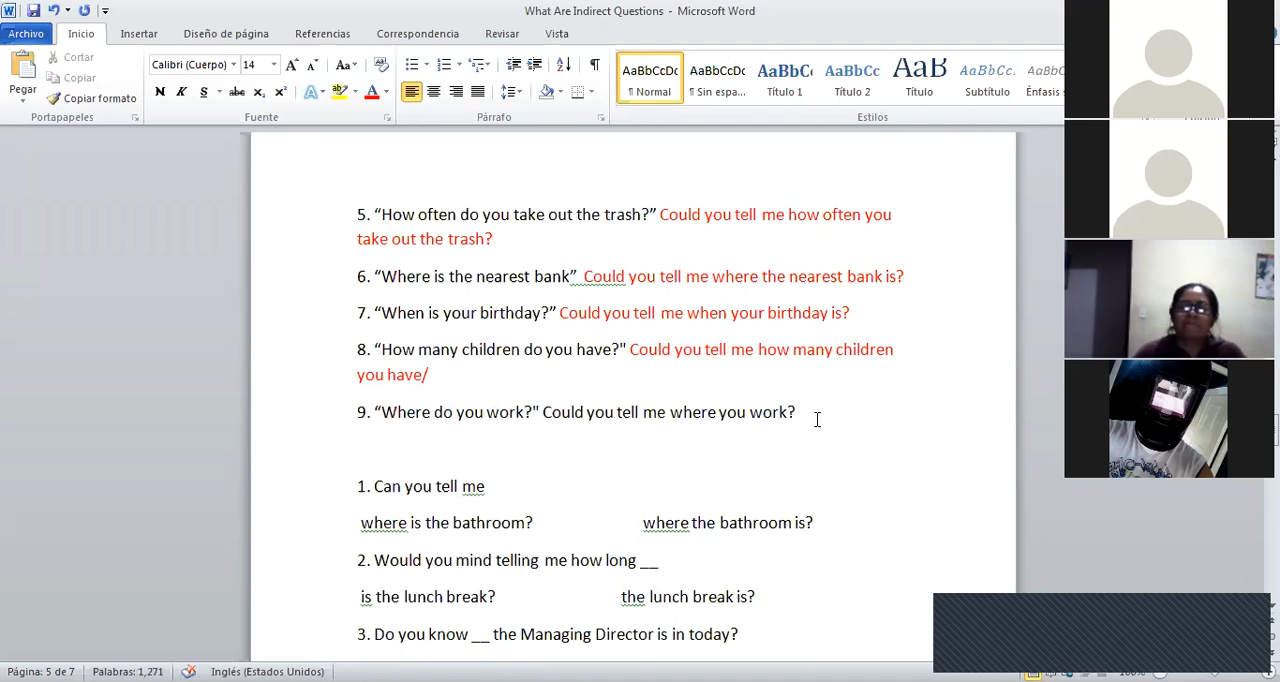 What Are Indirect Questions - Microsoft Word
Archivo Inicio Insertar Diseño de página Referencias Correspondencia Revisar Vista
Pegar
Cortar
Copiar
Copiar formato
Portapapeles
Calibri (Cuerpo) 14
N K S abc x₂ x²
Fuente
Párrafo
AaBbCcDc AaBbCcDc AaBbC AaBbCc AaB AaBbCc. AaBbC
¶ Normal ¶ Sin espa... Título 1 Título 2 Título Subtítulo Énfasis
Estilos
5. “How often do you take out the trash?” Could you tell me how often you
take out the trash?
6. “Where is the nearest bank” Could you tell me where the nearest bank is?
7. “When is your birthday?” Could you tell me when your birthday is?
8. “How many children do you have?" Could you tell me how many children
you have/
9. “Where do you work?" Could you tell me where you work?
1. Can you tell me
where is the bathroom? where the bathroom is?
2. Would you mind telling me how long __
is the lunch break? the lunch break is?
3. Do you know __ the Managing Director is in today?
Página: 5 de 7 Palabras: 1,271 Inglés (Estados Unidos)